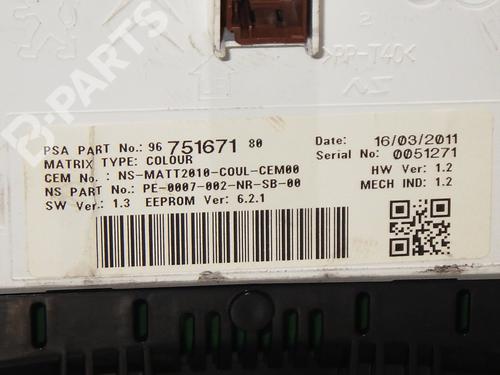 B-PARTS
2
>PP-T40<
PSA PART No.: 96 751671 80
MATRIX TYPE: COLOUR
CEM No.: NS-MATT2010-COUL-CEM00
NS PART No.: PE-0007-002-NR-SB-00
SW Ver.: 1.3 EEPROM Ver: 6.2.1
Date: 16/03/2011
Serial No: 0051271
HW Ver: 1.2
MECH IND: 1.2